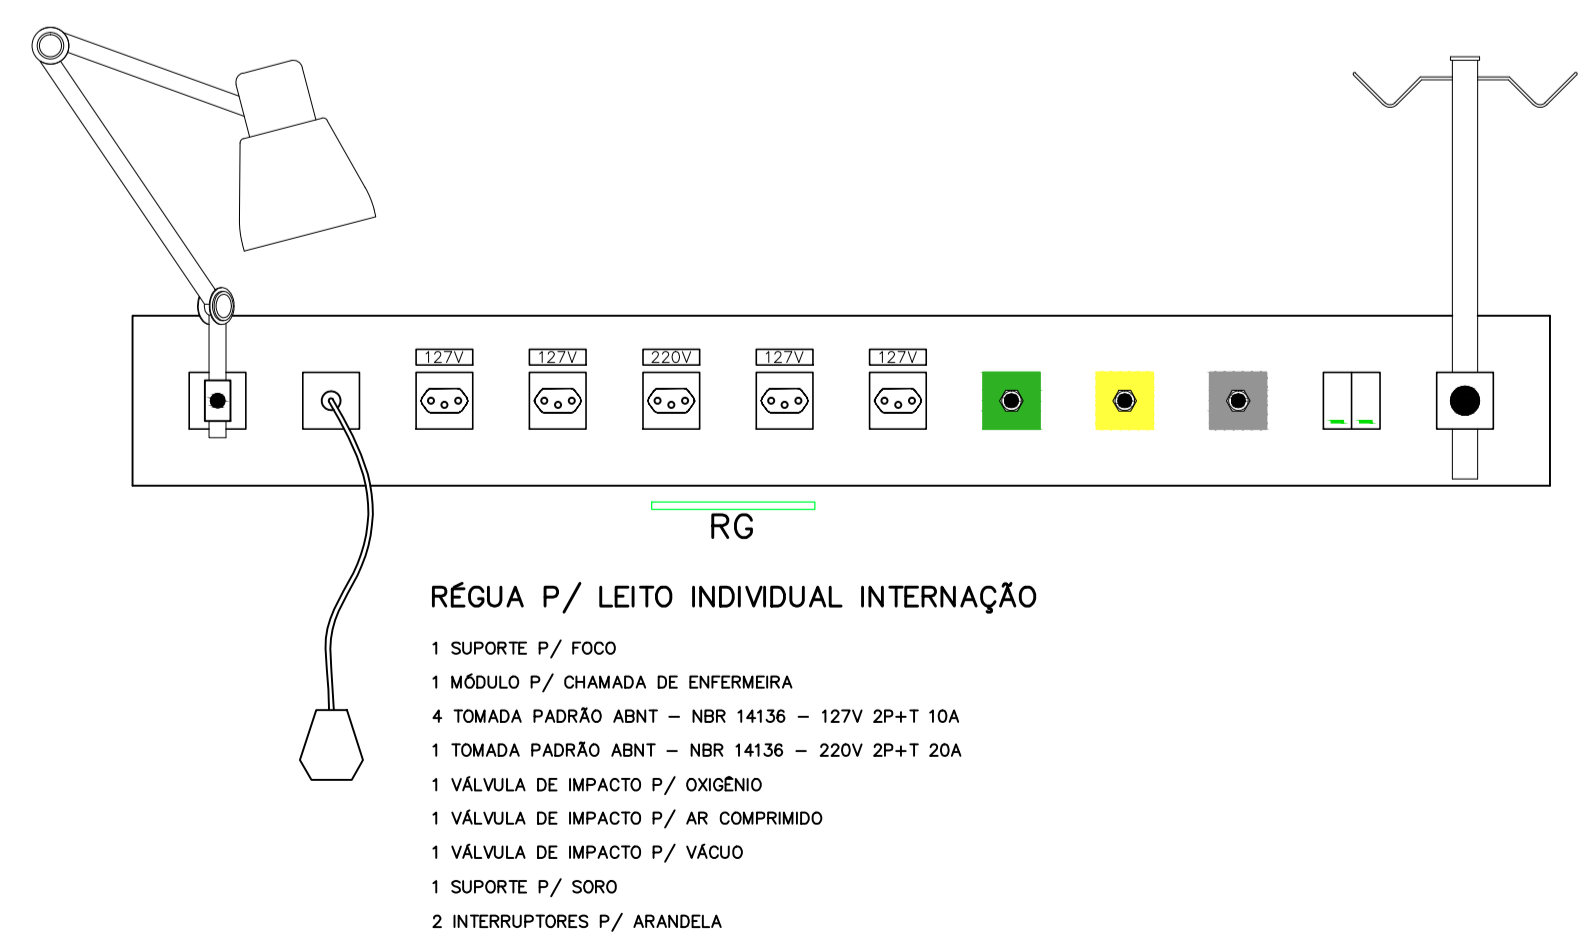 127V 127V 220V 127V 127V
RG
RÉGUA P/ LEITO INDIVIDUAL INTERNAÇÃO
1 SUPORTE P/ FOCO
1 MÓDULO P/ CHAMADA DE ENFERMEIRA
4 TOMADA PADRÃO ABNT – NBR 14136 – 127V 2P+T 10A
1 TOMADA PADRÃO ABNT – NBR 14136 – 220V 2P+T 20A
1 VÁLVULA DE IMPACTO P/ OXIGÊNIO
1 VÁLVULA DE IMPACTO P/ AR COMPRIMIDO
1 VÁLVULA DE IMPACTO P/ VÁCUO
1 SUPORTE P/ SORO
2 INTERRUPTORES P/ ARANDELA